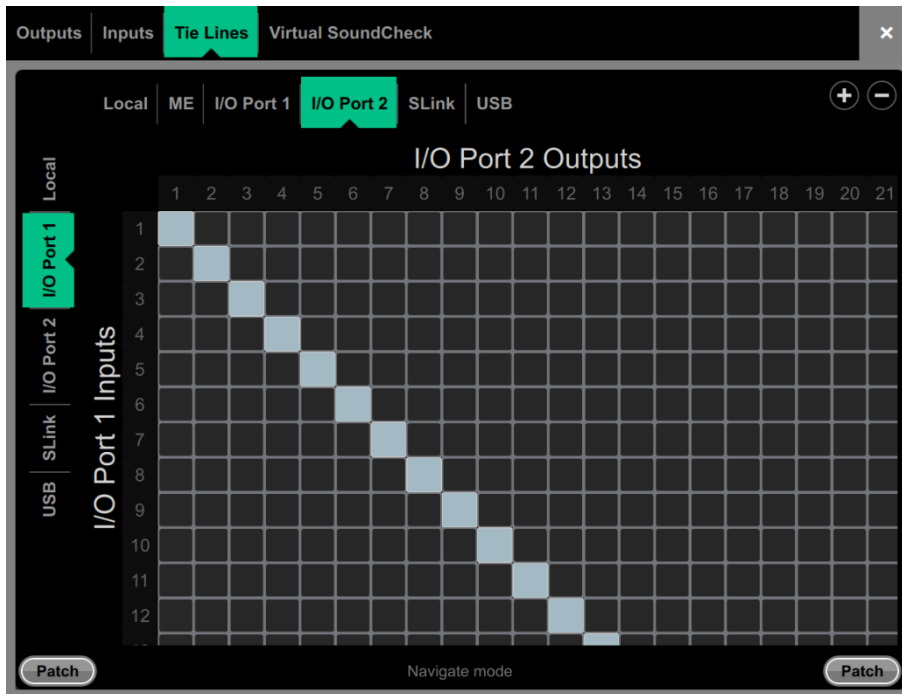 Outputs Inputs Tie Lines Virtual SoundCheck ×
Local ME I/O Port 1 I/O Port 2 SLink USB + −
I/O Port 2 Outputs
1 2 3 4 5 6 7 8 9 10 11 12 13 14 15 16 17 18 19 20 21
Local
I/O Port 1
I/O Port 2
SLink
USB
I/O Port 1 Inputs
1
2
3
4
5
6
7
8
9
10
11
12
Patch Navigate mode Patch